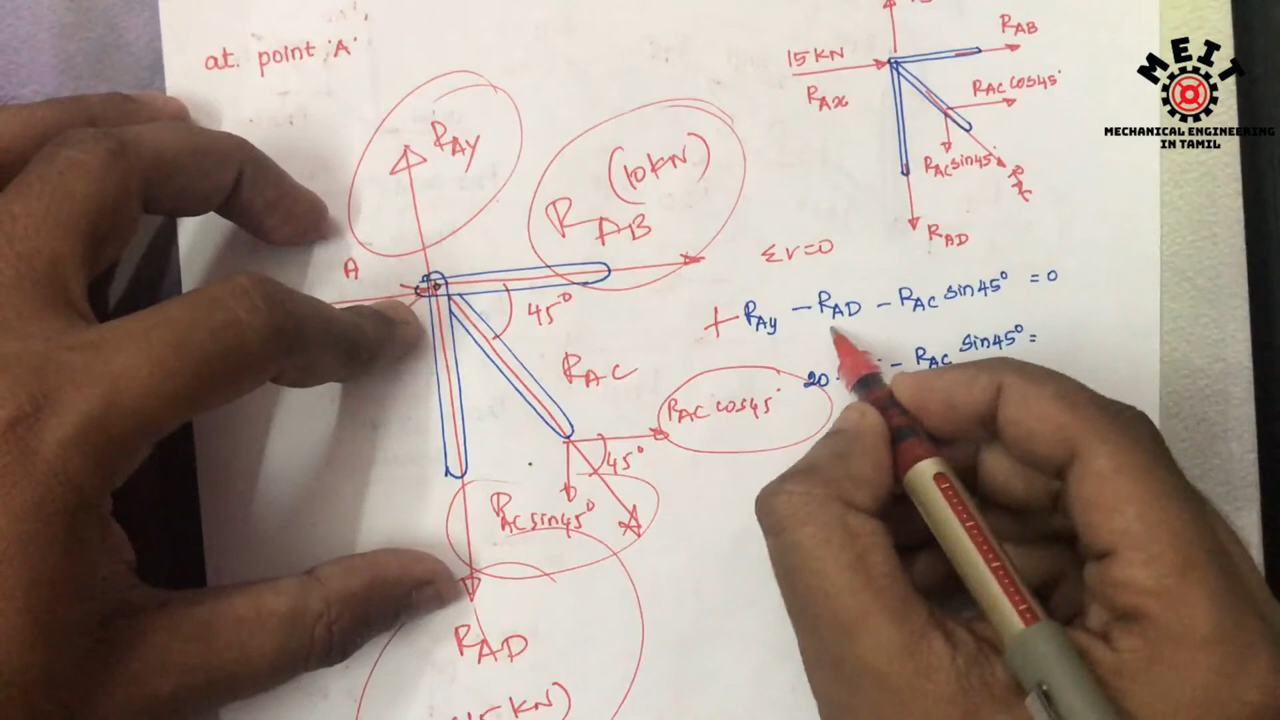 at. point 'A'
15 KN
RAX
RAB
RAC cos45°
RAC sin45°
RAD
MEIT
MECHANICAL ENGINEERING
IN TAMIL
RAY
(10KN)
RAB
A
45°
RAC
RAC cos45°
45°
RAC sin45°
RAD
Σv=0
+ RAy - RAD - RAC sin45° = 0
20 - RAC sin45° =